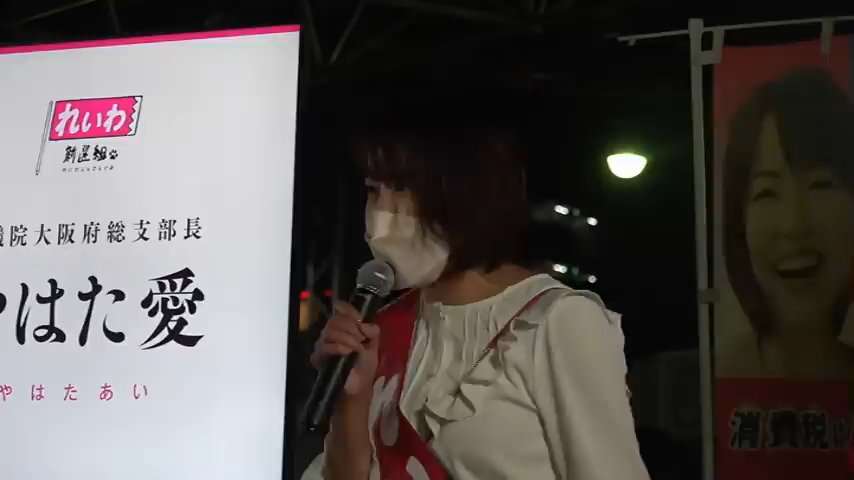 れいわ
新選組
議院大阪府総支部長
やはた愛
やはたあい
消費税